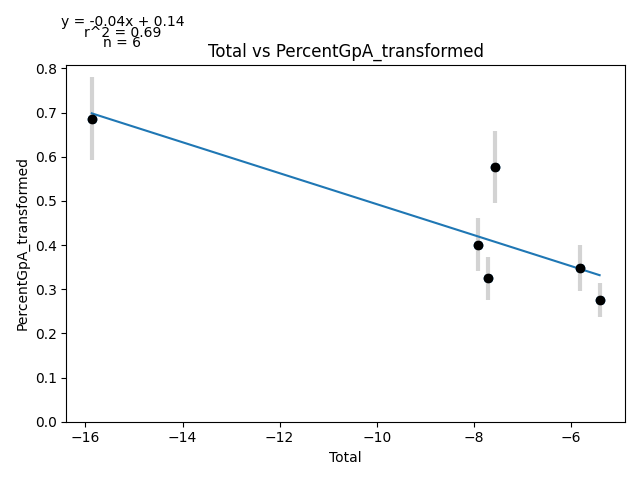 y = -0.04x + 0.14
r^2 = 0.69
n = 6
Total vs PercentGpA_transformed
0.8
0.7
0.6
0.5
0.4
0.3
0.2
0.1
0.0
PercentGpA_transformed
−16
−14
−12
−10
−8
−6
Total